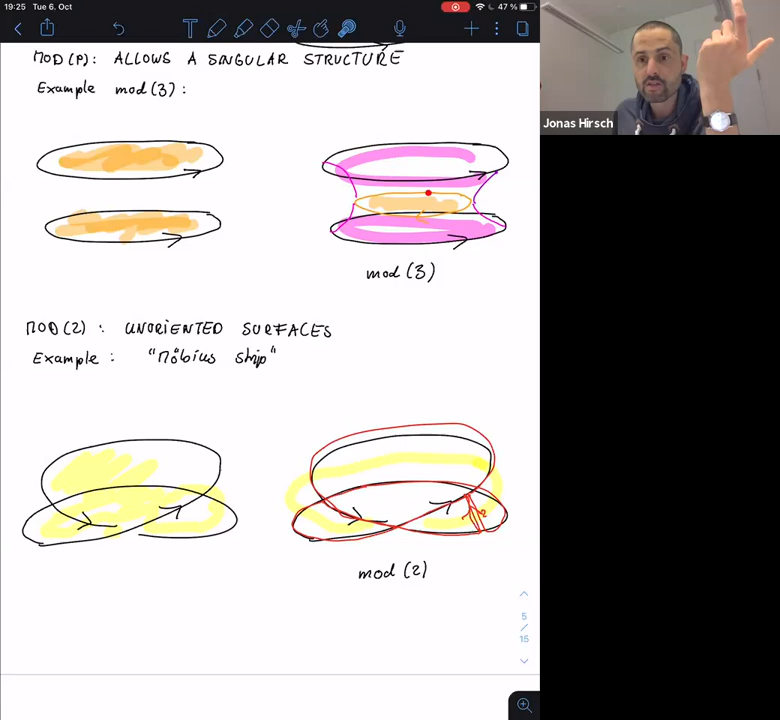 19:25 Tue 6. Oct
47 %
MOD(P): ALLOWS A SINGULAR STRUCTURE
Example mod(3):
Jonas Hirsch
mod(3)
MOD(2): UNORIENTED SURFACES
Example: "Möbius strip"
2
mod(2)
5
/
15